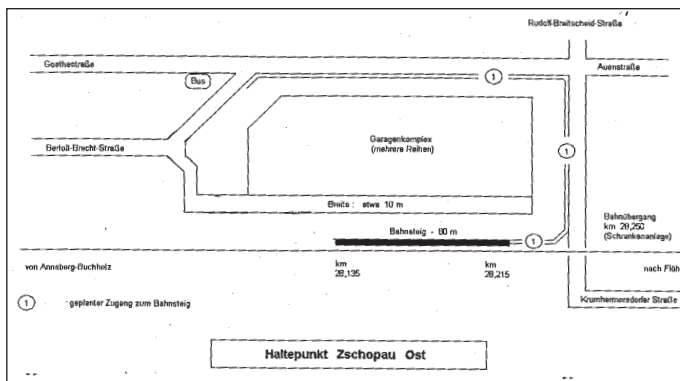 Rudolf-Breitscheid-Straße
Goethestraße
Auenstraße
Bus
1
Garagenkomplex
(mehrere Reihen)
1
Bertolt-Brecht-Straße
Breite : etwa 10 m
Bahnsteig - 80 m
1
Bahnübergang
km 28,250
(Schrankenanlage)
von Annaberg-Buchholz
km
28,135
km
28,215
nach Flöh
1
geplanter Zugang zum Bahnsteig
Krumhermersdorfer Straße
Haltepunkt Zschopau Ost